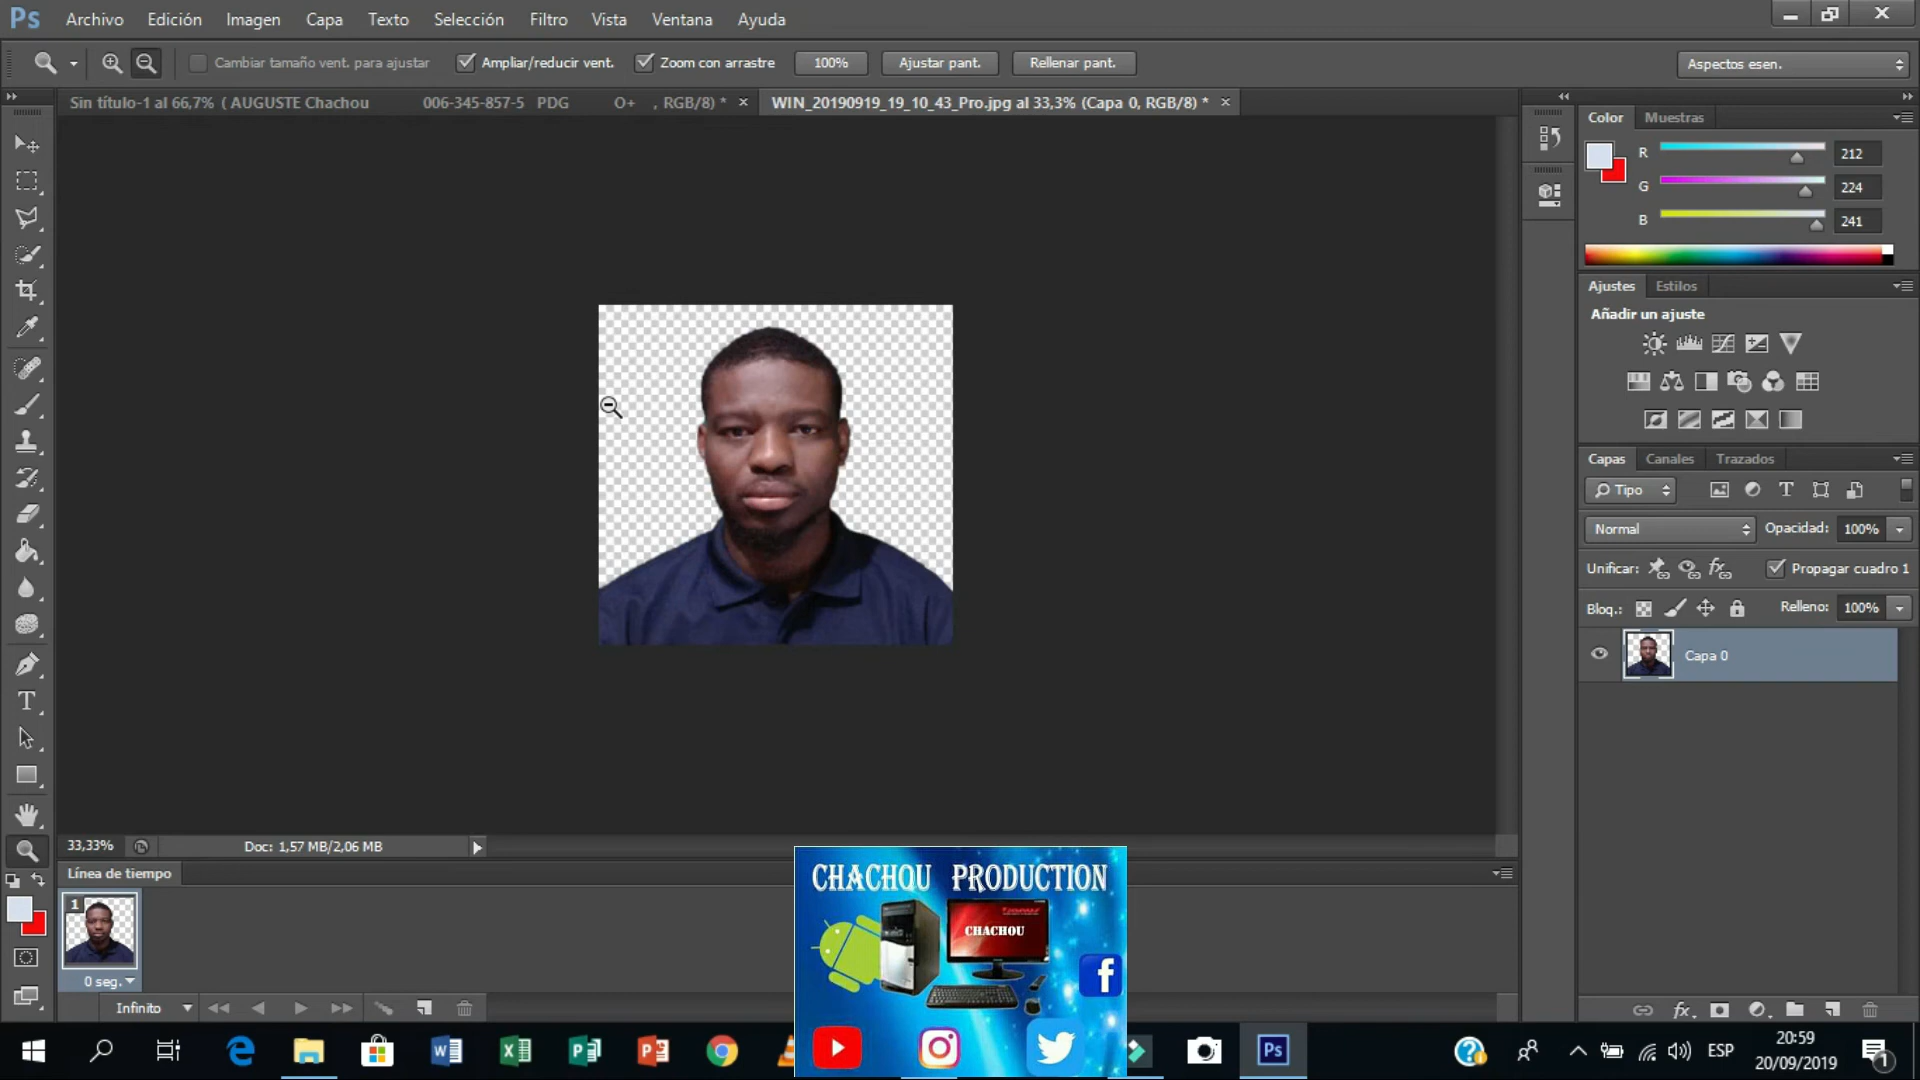 Ps Archivo Edición Imagen Capa Texto Selección Filtro Vista Ventana Ayuda
Cambiar tamaño vent. para ajustar Ampliar/reducir vent. Zoom con arrastre 100% Ajustar pant. Rellenar pant. Aspectos esen.
Sin título-1 al 66,7% ( AUGUSTE Chachou 006-345-857-5 PDG O+ , RGB/8) * × WIN_20190919_19_10_43_Pro.jpg al 33,3% (Capa 0, RGB/8) * ×
Color Muestras
R 212
G 224
B 241
Ajustes Estilos
Añadir un ajuste
Capas Canales Trazados
Tipo
Normal Opacidad: 100%
Unificar: Propagar cuadro 1
Bloq.: Relleno: 100%
Capa 0
33,33% Doc: 1,57 MB/2,06 MB
Línea de tiempo
1
0 seg.
Infinito
CHACHOU PRODUCTION
CHACHOU
20:59
ESP
20/09/2019
1